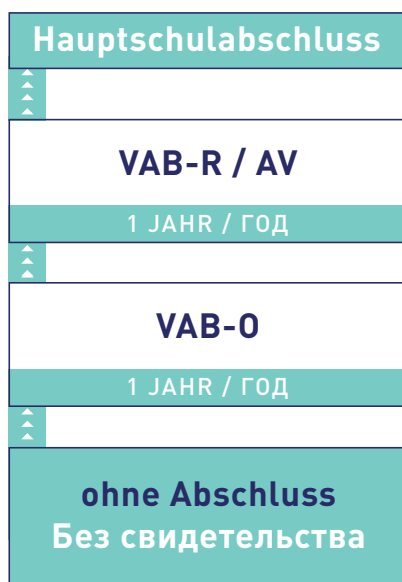 Hauptschulabschluss
VAB-R / AV
1 JAHR / ГОД
VAB-O
1 JAHR / ГОД
ohne Abschluss
Без свидетельства